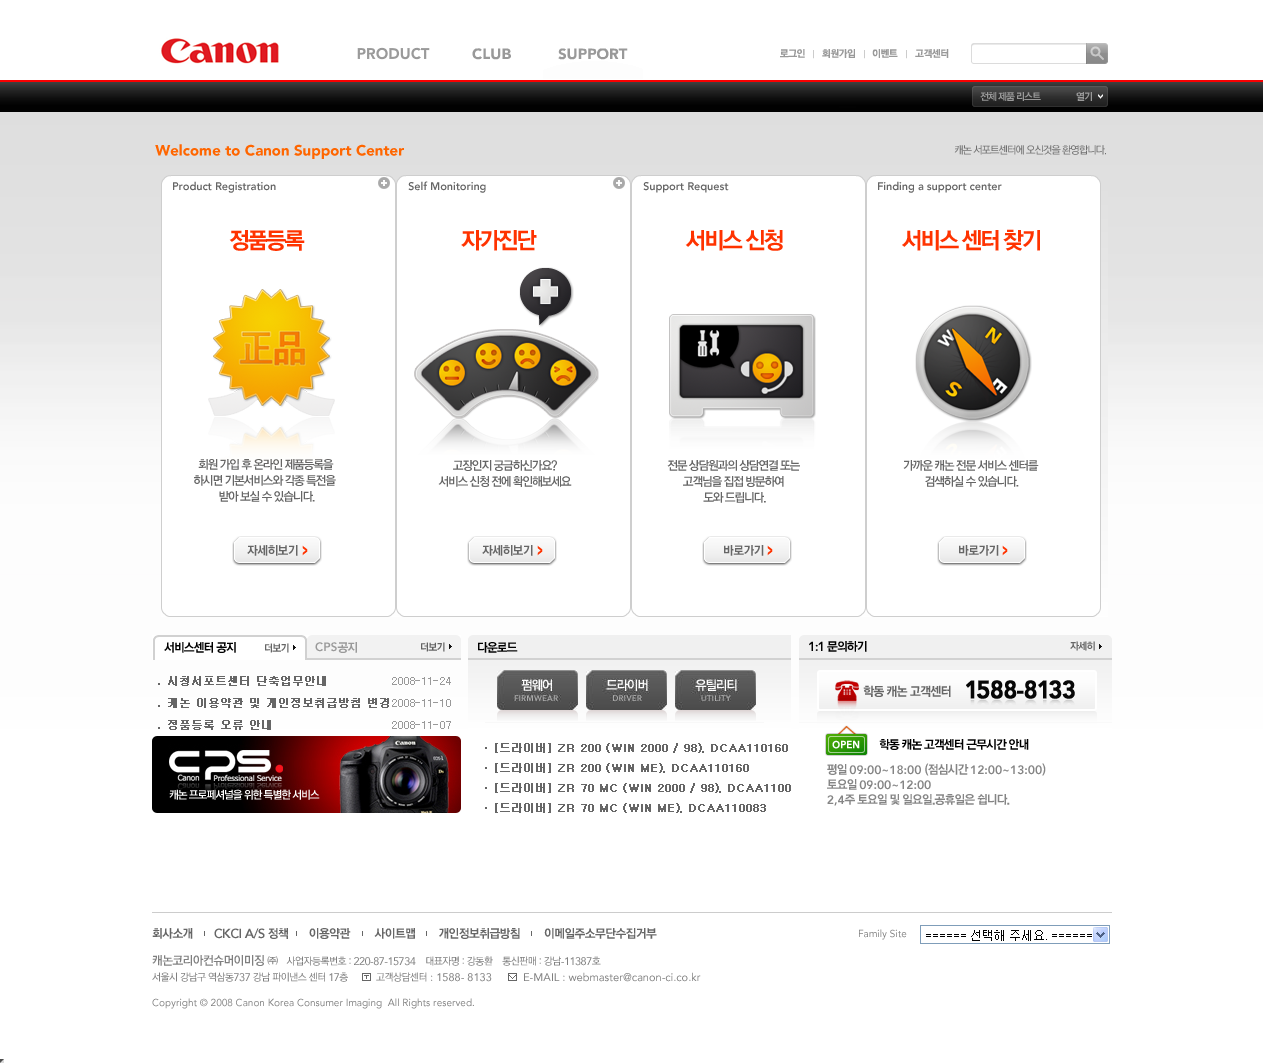 Canon
PRODUCT CLUB SUPPORT
로그인 회원가입 이벤트 고객센터
전체 제품 리스트 열기
Welcome to Canon Support Center
캐논 서포트센터에 오신것을 환영합니다.
Product Registration
정품등록
正品
회원 가입 후 온라인 제품등록을
하시면 기본서비스와 각종 특전을
받아 보실 수 있습니다.
자세히보기
Self Monitoring
자가진단
고장인지 궁금하신가요?
서비스 신청 전에 확인해보세요
자세히보기
Support Request
서비스 신청
전문 상담원과의 상담연결 또는
고객님을 집접 방문하여
도와 드립니다.
바로가기
Finding a support center
서비스 센터 찾기
W N
S E
가까운 캐논 전문 서비스 센터를
검색하실 수 있습니다.
바로가기
서비스센터 공지 더보기 CPS공지 더보기
. 시청서포트센터 단축업무안내 2008-11-24
. 캐논 이용약관 및 개인정보취급방침 변경 2008-11-10
. 정품등록 오류 안내 2008-11-07
CPS.
Canon Professional Service
캐논 프로페셔널을 위한 특별한 서비스
Canon
다운로드
펌웨어 드라이버 유틸리티
FIRMWEAR DRIVER UTILITY
· [드라이버] ZR 200 (WIN 2000 / 98), DCAA110160
· [드라이버] ZR 200 (WIN ME), DCAA110160
· [드라이버] ZR 70 MC (WIN 2000 / 98), DCAA1100
· [드라이버] ZR 70 MC (WIN ME), DCAA110083
1:1 문의하기 자세히
학동 캐논 고객센터 1588-8133
OPEN 학동 캐논 고객센터 근무시간 안내
평일 09:00~18:00 (점심시간 12:00~13:00)
토요일 09:00~12:00
2,4주 토요일 및 일요일,공휴일은 쉽니다.
회사소개 CKCI A/S 정책 이용약관 사이트맵 개인정보취급방침 이메일주소무단수집거부
Family Site ====== 선택해 주세요. ======
캐논코리아컨슈머이미징 ㈜ 사업자등록번호 : 220-87-15734 대표자명 : 강동환 통신판매 : 강남-11387호
서울시 강남구 역삼동737 강남 파이낸스 센터 17층 고객상담센터 : 1588- 8133 E-MAIL : webmaster@canon-ci.co.kr
Copyright © 2008 Canon Korea Consumer Imaging All Rights reserved.